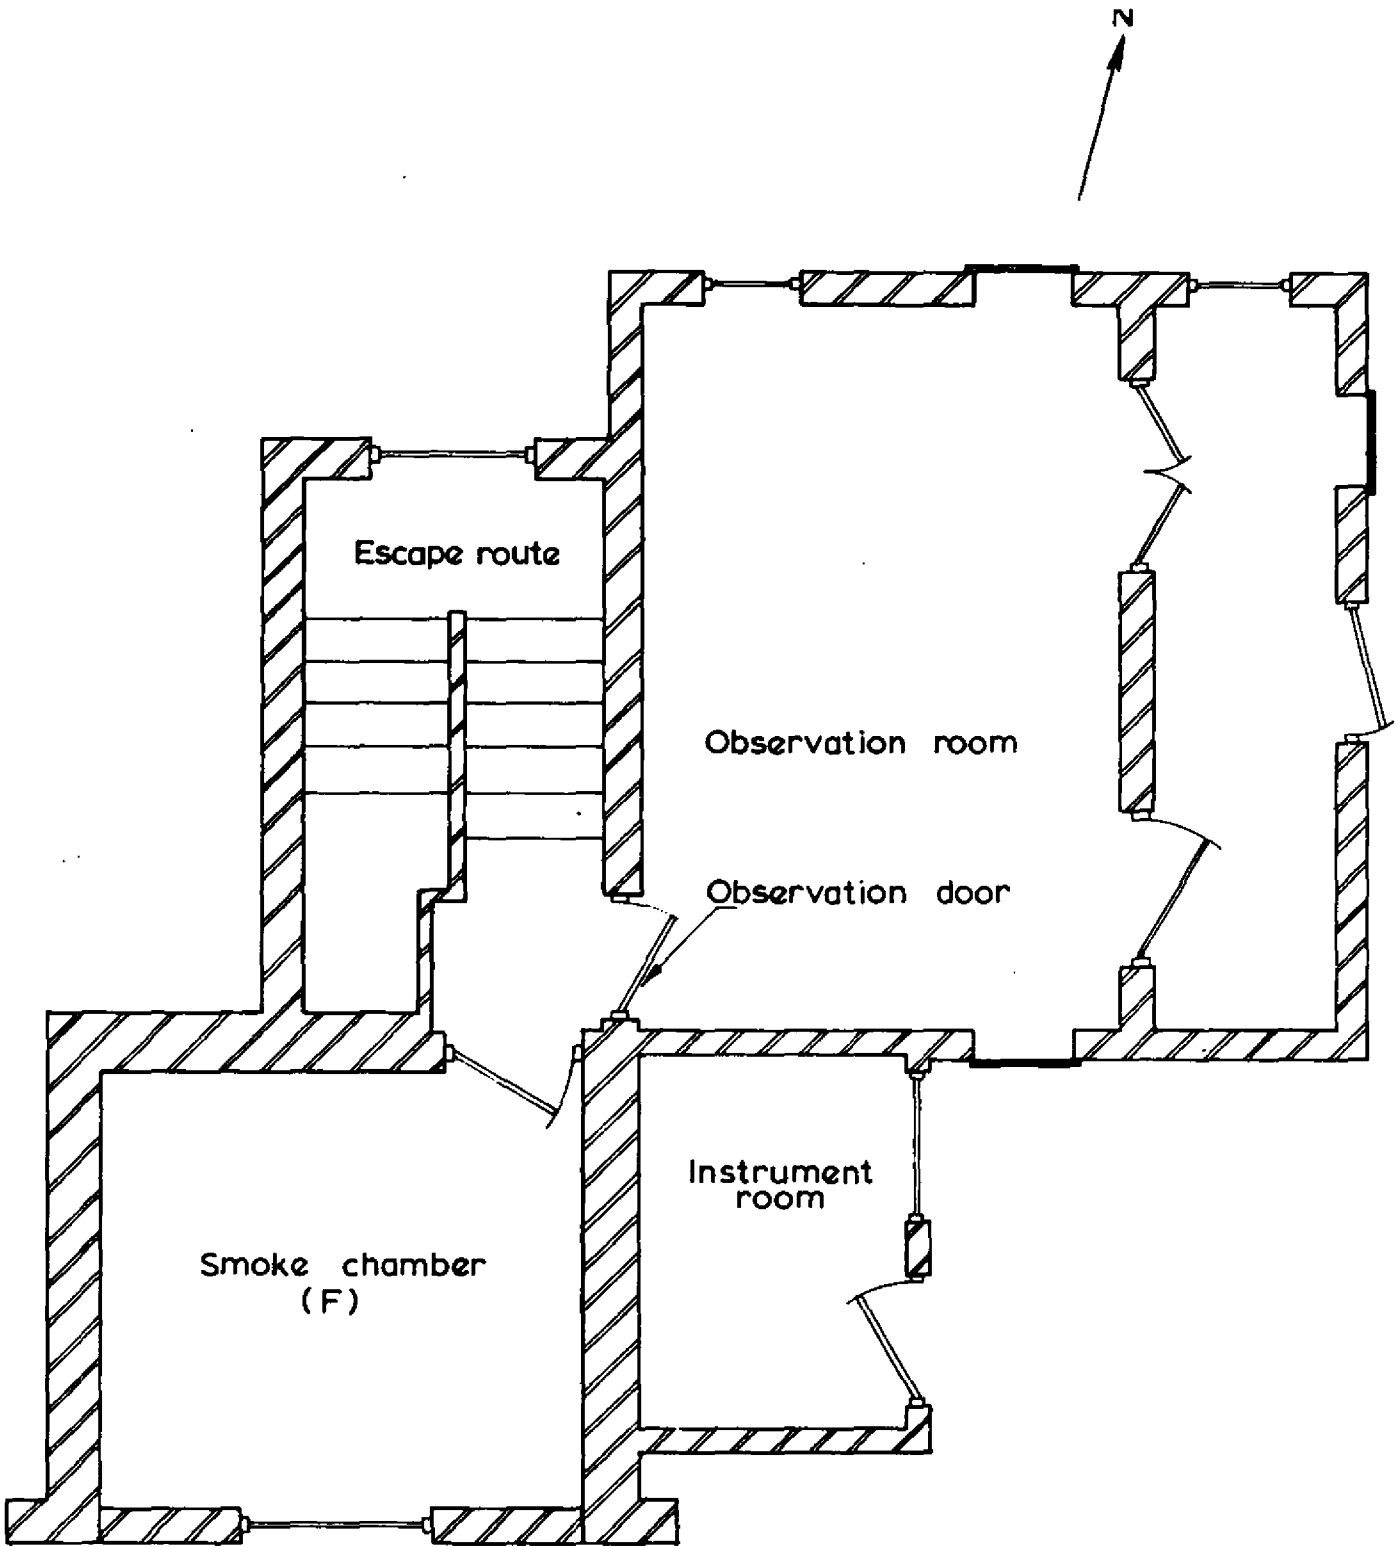 N
Escape route
Observation room
Observation door
Instrument
room
Smoke chamber
(F)